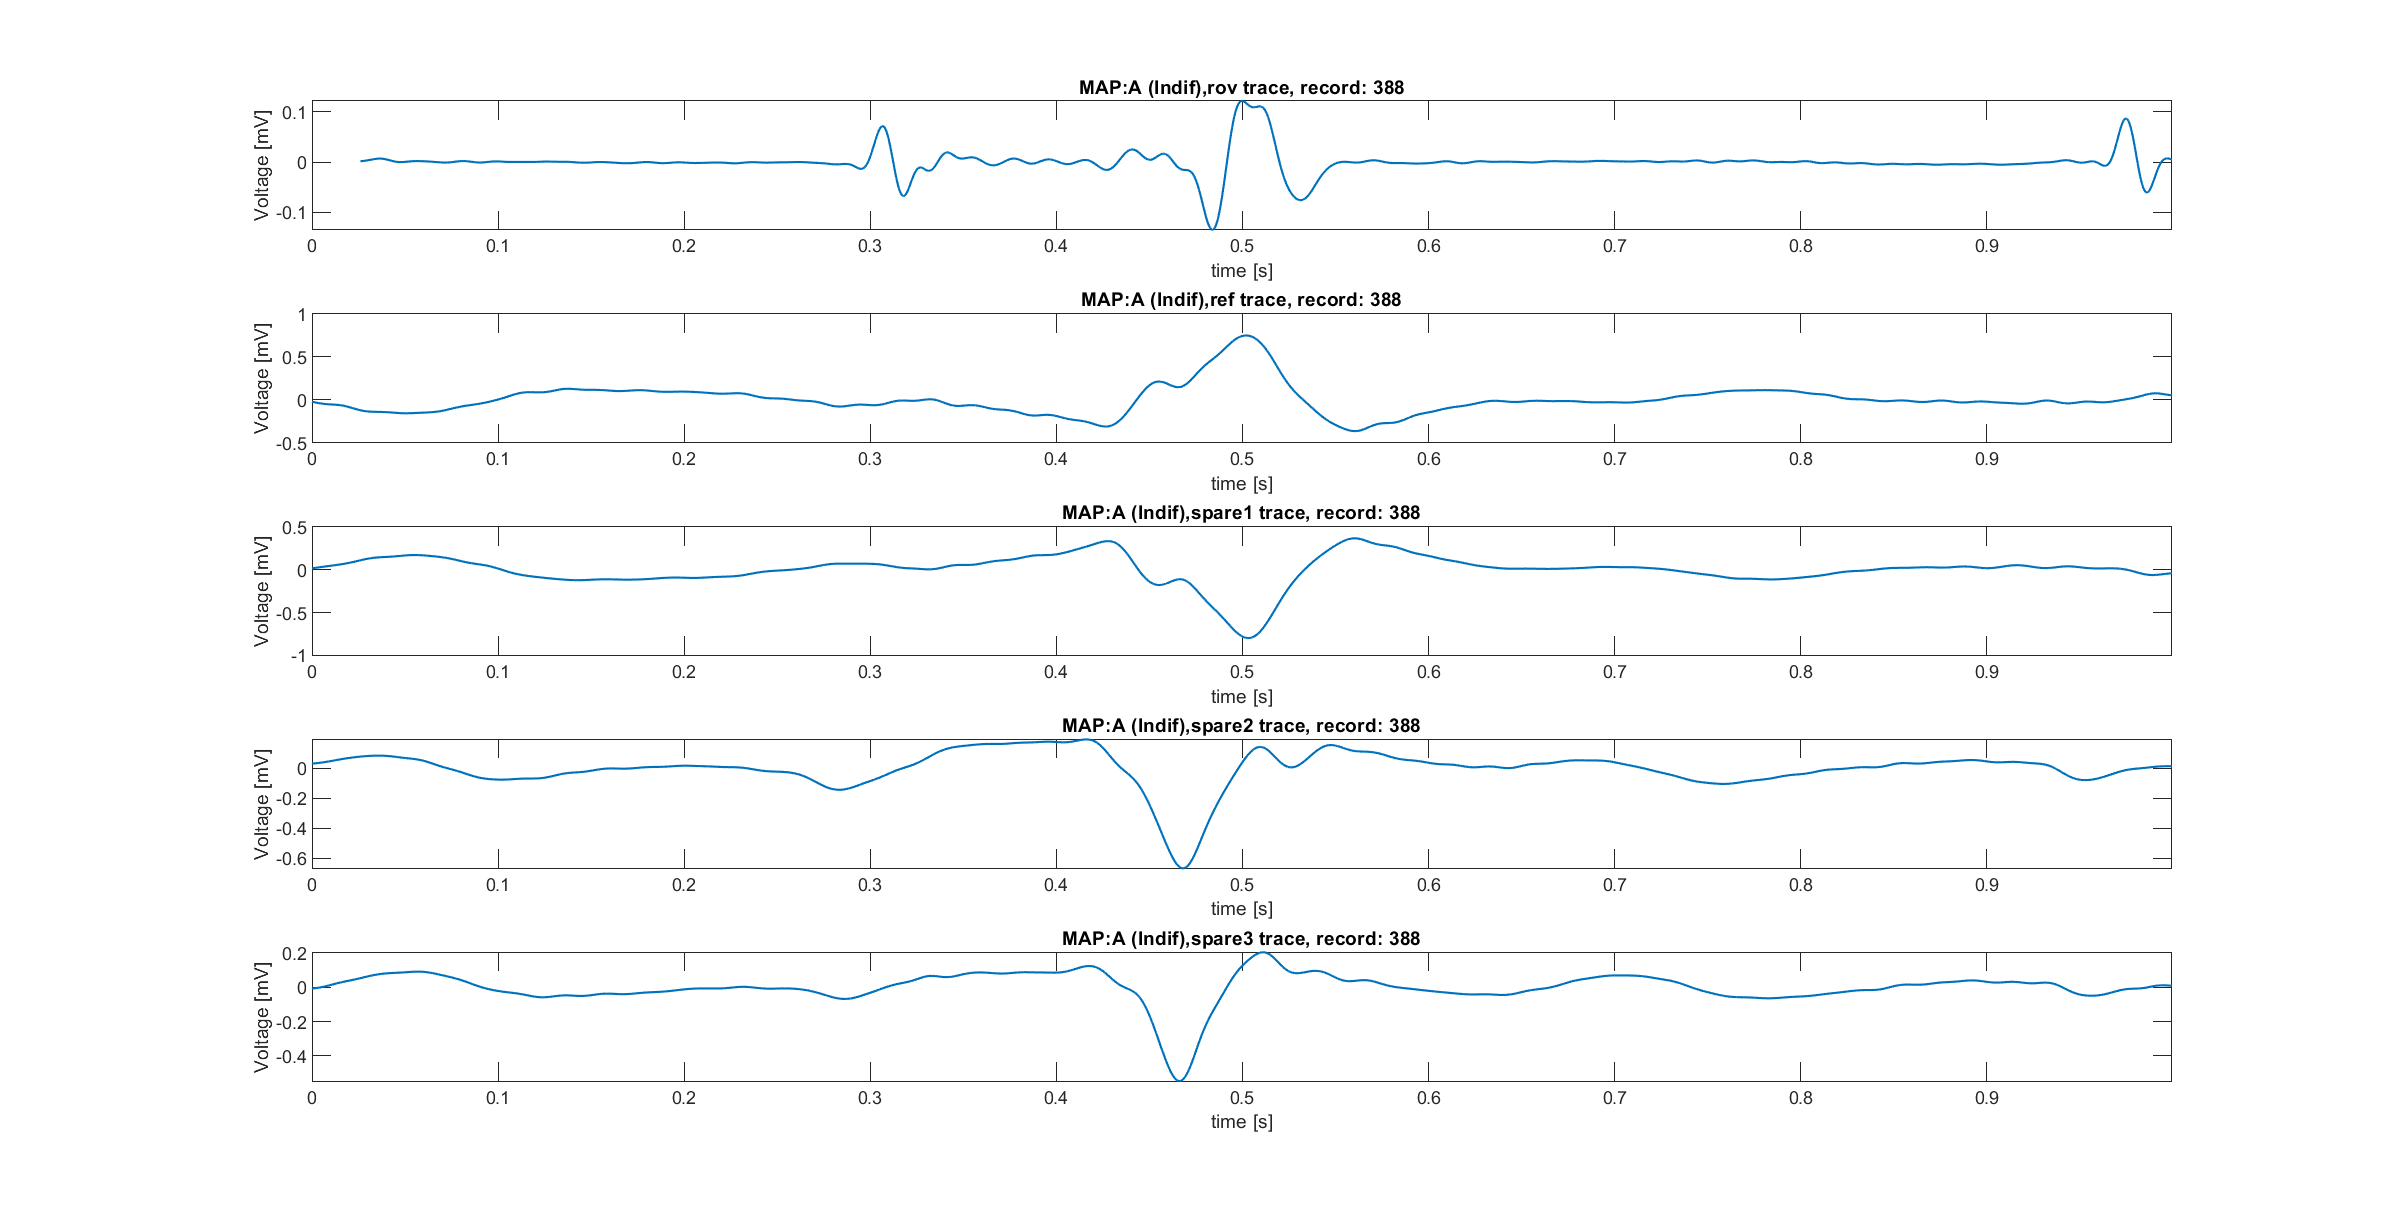 MAP:A (Indif),rov trace, record: 388
Voltage [mV]
0.1
0
-0.1
0 0.1 0.2 0.3 0.4 0.5 0.6 0.7 0.8 0.9
time [s]
MAP:A (Indif),ref trace, record: 388
Voltage [mV]
1
0.5
0
-0.5
0 0.1 0.2 0.3 0.4 0.5 0.6 0.7 0.8 0.9
time [s]
MAP:A (Indif),spare1 trace, record: 388
Voltage [mV]
0.5
0
-0.5
-1
0 0.1 0.2 0.3 0.4 0.5 0.6 0.7 0.8 0.9
time [s]
MAP:A (Indif),spare2 trace, record: 388
Voltage [mV]
0
-0.2
-0.4
-0.6
0 0.1 0.2 0.3 0.4 0.5 0.6 0.7 0.8 0.9
time [s]
MAP:A (Indif),spare3 trace, record: 388
Voltage [mV]
0.2
0
-0.2
-0.4
0 0.1 0.2 0.3 0.4 0.5 0.6 0.7 0.8 0.9
time [s]